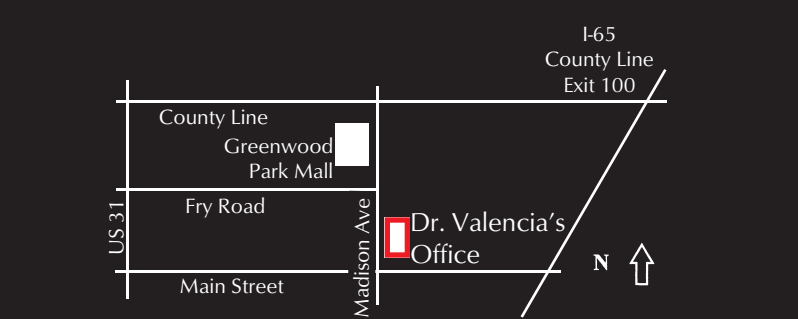 I-65
County Line
Exit 100
County Line
Greenwood
Park Mall
US 31
Fry Road
Madison Ave
Dr. Valencia's
Office
N
Main Street